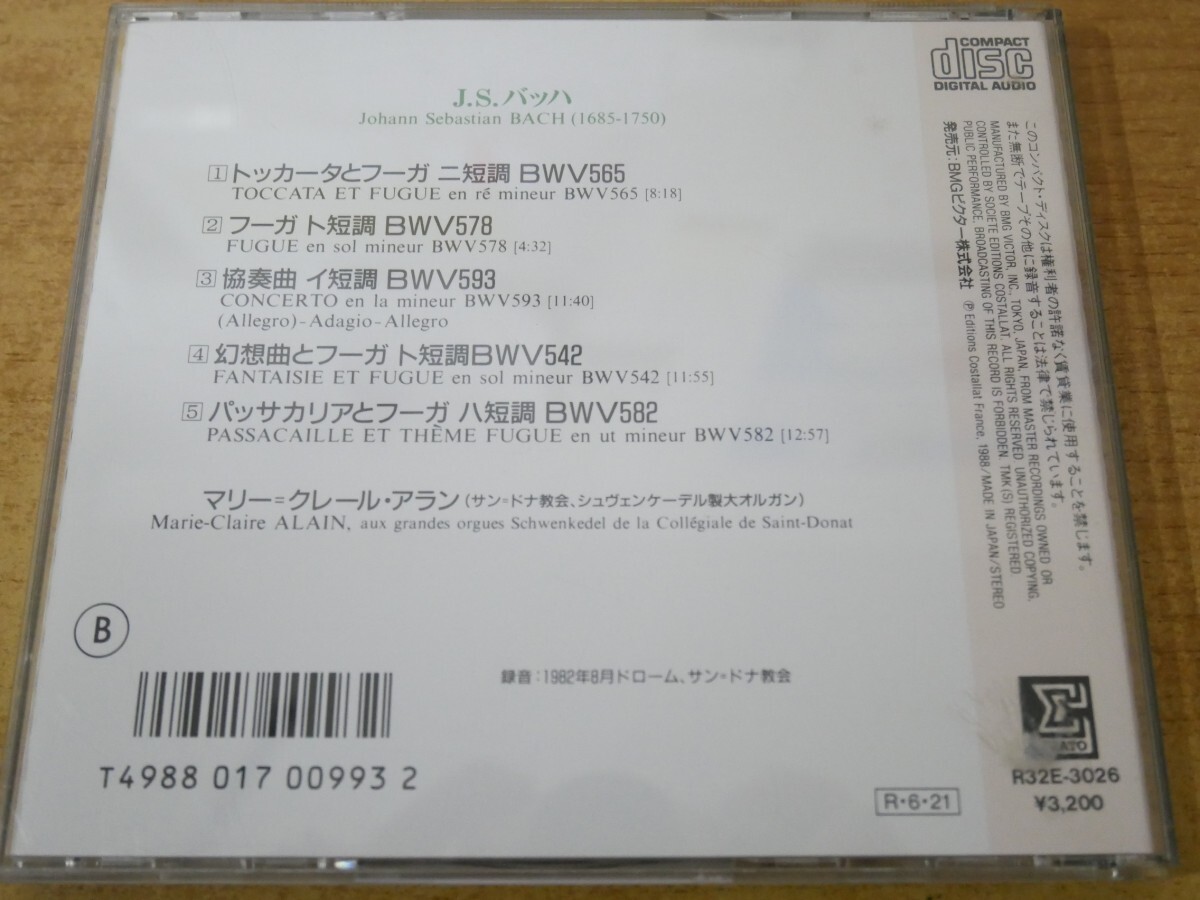 J.S.バッハ
Johann Sebastian BACH (1685-1750)
1 トッカータとフーガ ニ短調 BWV565
TOCCATA ET FUGUE en ré mineur BWV565 [8:18]
2 フーガ ト短調 BWV578
FUGUE en sol mineur BWV578 [4:32]
3 協奏曲 イ短調 BWV593
CONCERTO en la mineur BWV593 [11:40]
(Allegro)-Adagio-Allegro
4 幻想曲とフーガ ト短調BWV542
FANTAISIE ET FUGUE en sol mineur BWV542 [11:55]
5 パッサカリアとフーガ ハ短調 BWV582
PASSACAILLE ET THÈME FUGUE en ut mineur BWV582 [12:57]
マリー=クレール・アラン(サン=ドナ教会、シュヴェンケーデル製大オルガン)
Marie-Claire ALAIN, aux grandes orgues Schwenkedel de la Collégiale de Saint-Donat
B
録音:1982年8月ドローム、サン=ドナ教会
T4988 017 00993 2
R・6・21
COMPACT
disc
DIGITAL AUDIO
このコンパクト・ディスクは権利者の許諾なく賃貸業に使用することを禁じます。
また無断でテープその他に録音することは法律で禁じられています。
MANUFACTURED BY BMG VICTOR, INC., TOKYO, JAPAN, FROM MASTER RECORDINGS OWNED OR
CONTROLLED BY SOCIETE EDITIONS COSTALLAT. ALL RIGHTS RESERVED. UNAUTHORIZED COPYING,
PUBLIC PERFORMANCE, BROADCASTING OF THIS RECORD IS FORBIDDEN. TMK(S) REGISTERED
発売元:BMGビクター株式会社 Ⓟ Editions Costallat France, 1988/MADE IN JAPAN/STEREO
R32E-3026
¥3,200